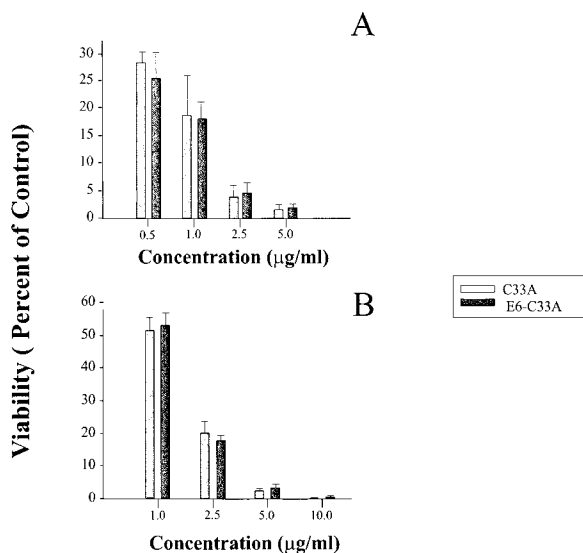 A
Viability ( Percent of Control)
30
25
20
15
10
5
0
0.5 1.0 2.5 5.0
Concentration (μg/ml)
B
C33A
E6-C33A
60
50
40
30
20
10
0
1.0 2.5 5.0 10.0
Concentration (μg/ml)